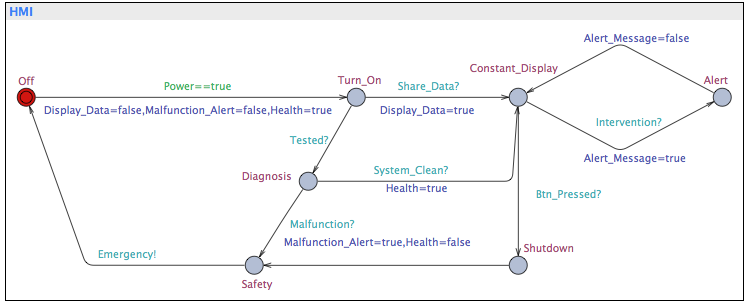 HMI
Alert_Message=false
Off
Power==true
Turn_On
Share_Data?
Constant_Display
Alert
Display_Data=false,Malfunction_Alert=false,Health=true
Display_Data=true
Intervention?
Tested?
Alert_Message=true
Diagnosis
System_Clean?
Health=true
Btn_Pressed?
Malfunction?
Malfunction_Alert=true,Health=false
Shutdown
Emergency!
Safety